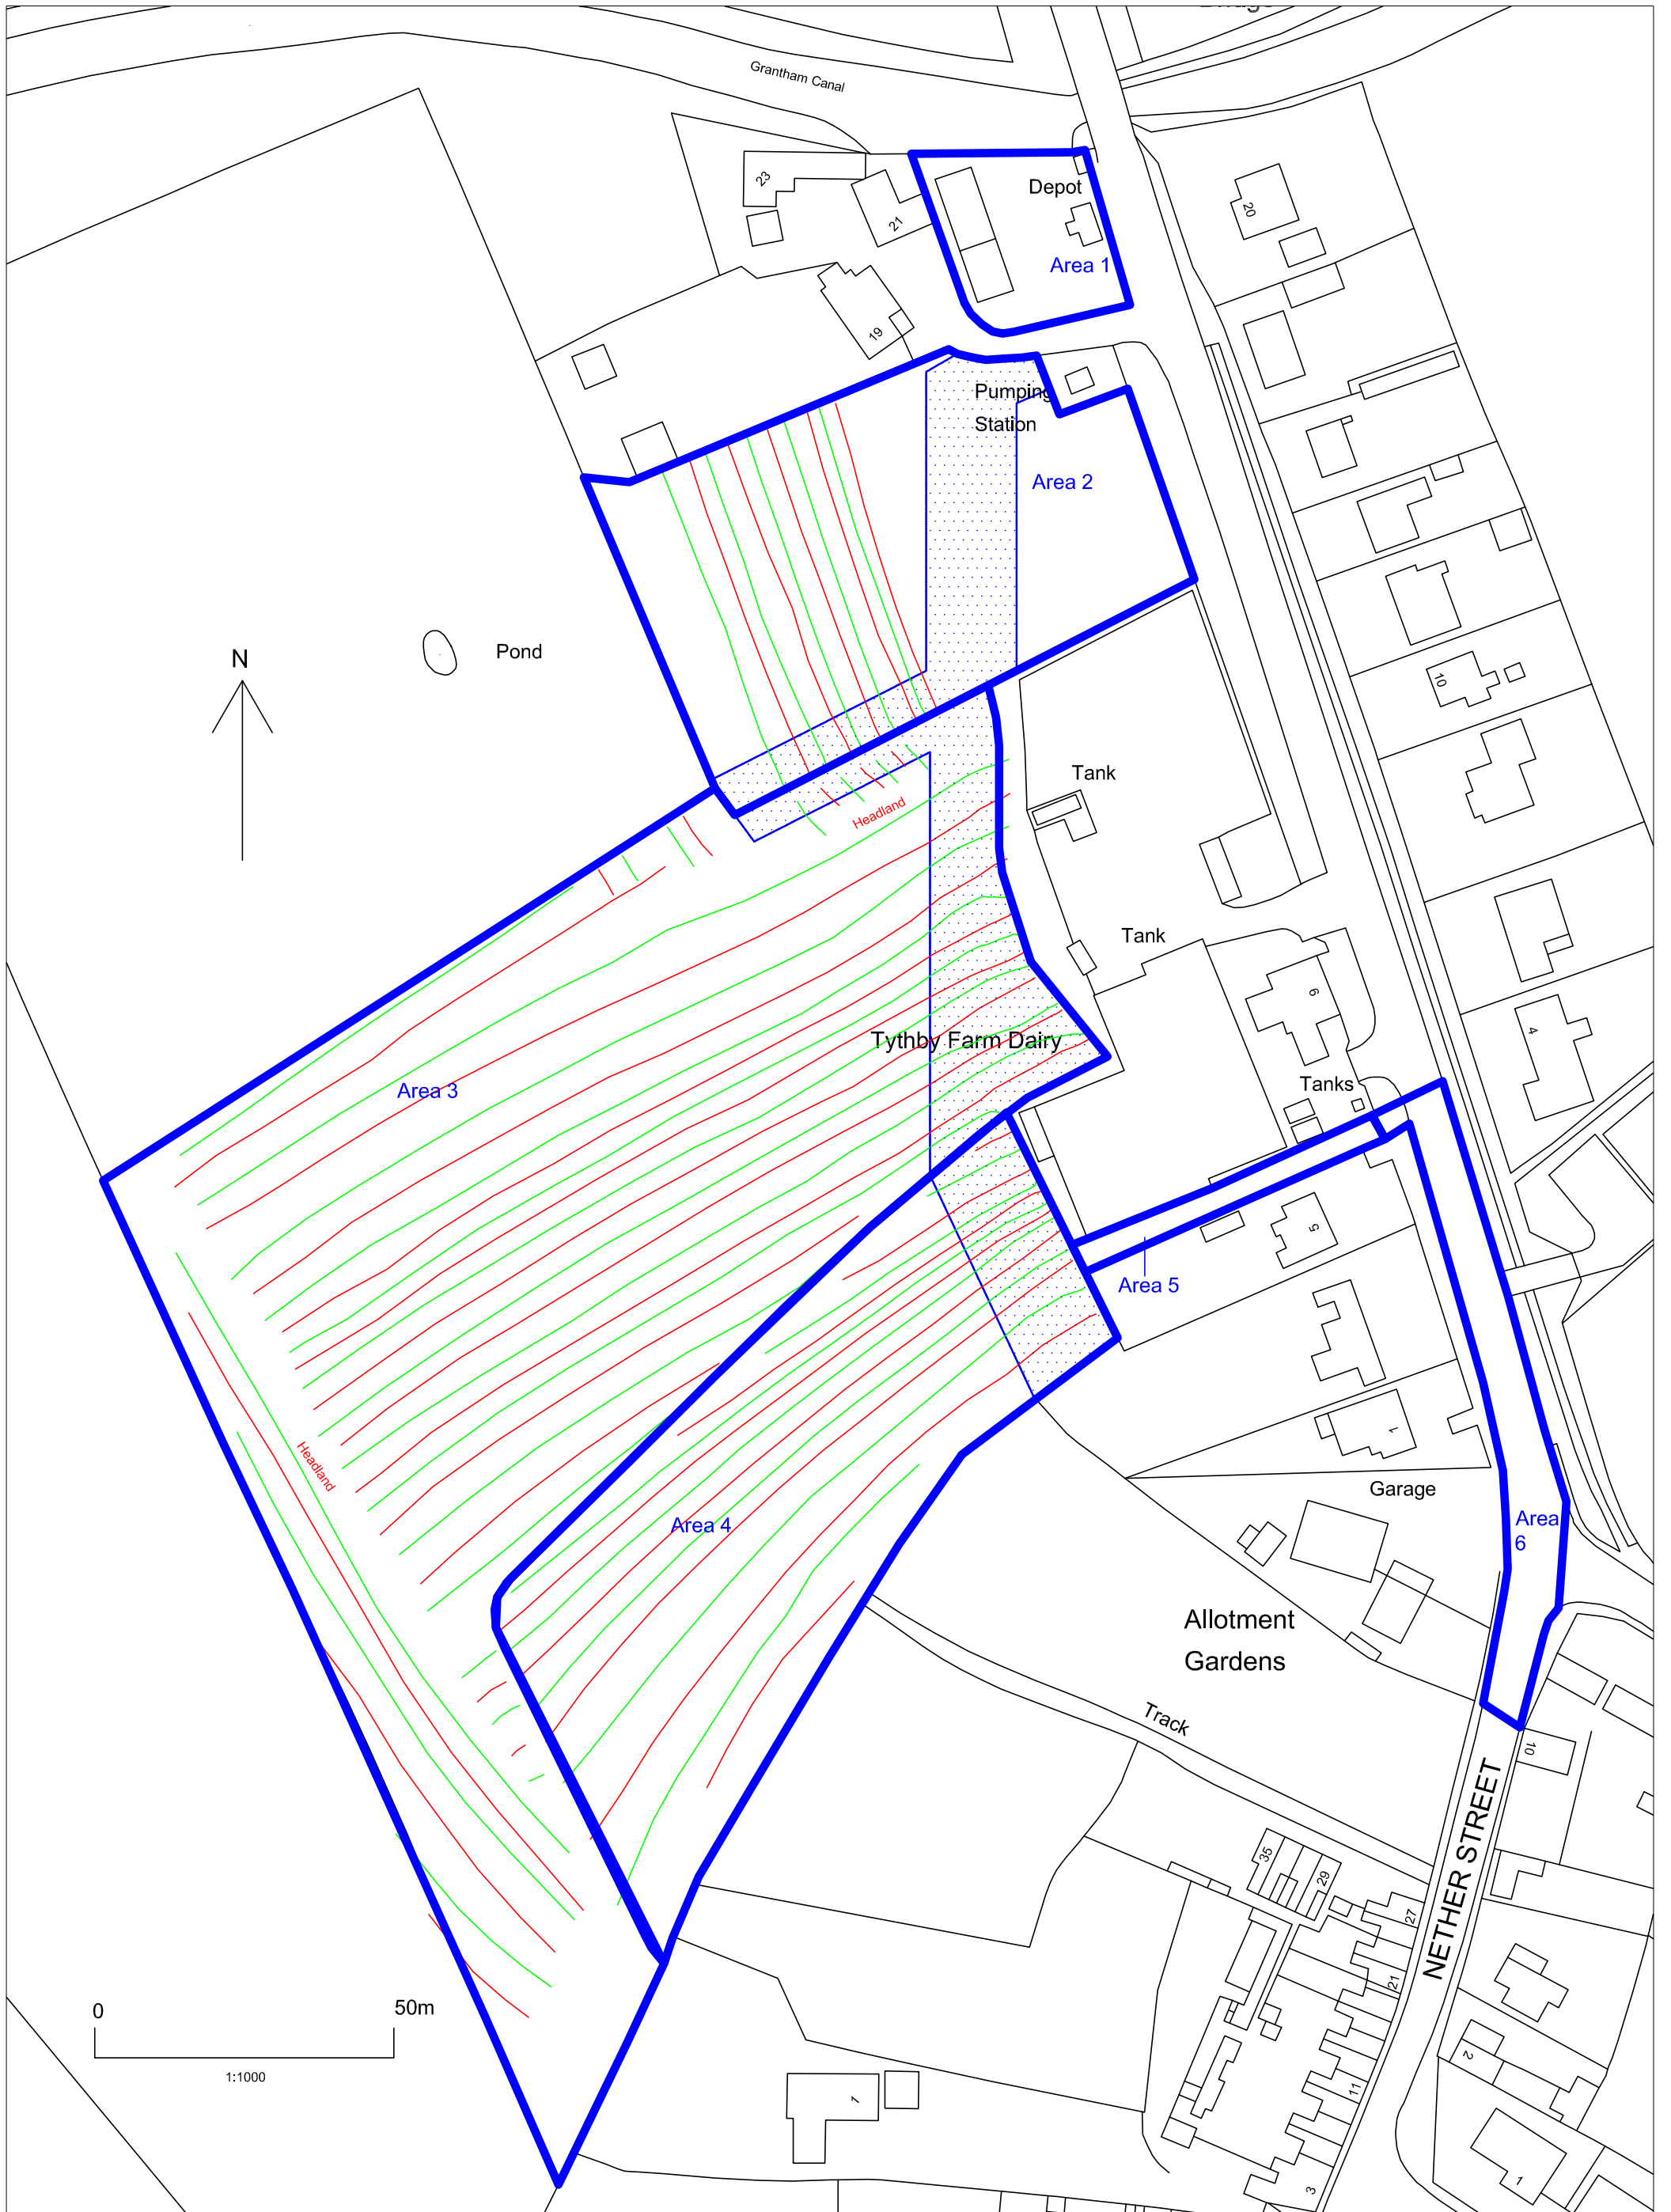 Grantham Canal
23
21
Depot
20
Area 1
19
Pumping
Station
Area 2
N
Pond
10
Tank
Headland
Tank
6
4
Tythby Farm Dairy
Tanks
Area 3
5
Area 5
1
Headland
Garage
Area 4
Area
6
Allotment
Gardens
Track
10
NETHER STREET
35
29
27
21
0
50m
1:1000
2
11
1
1
3